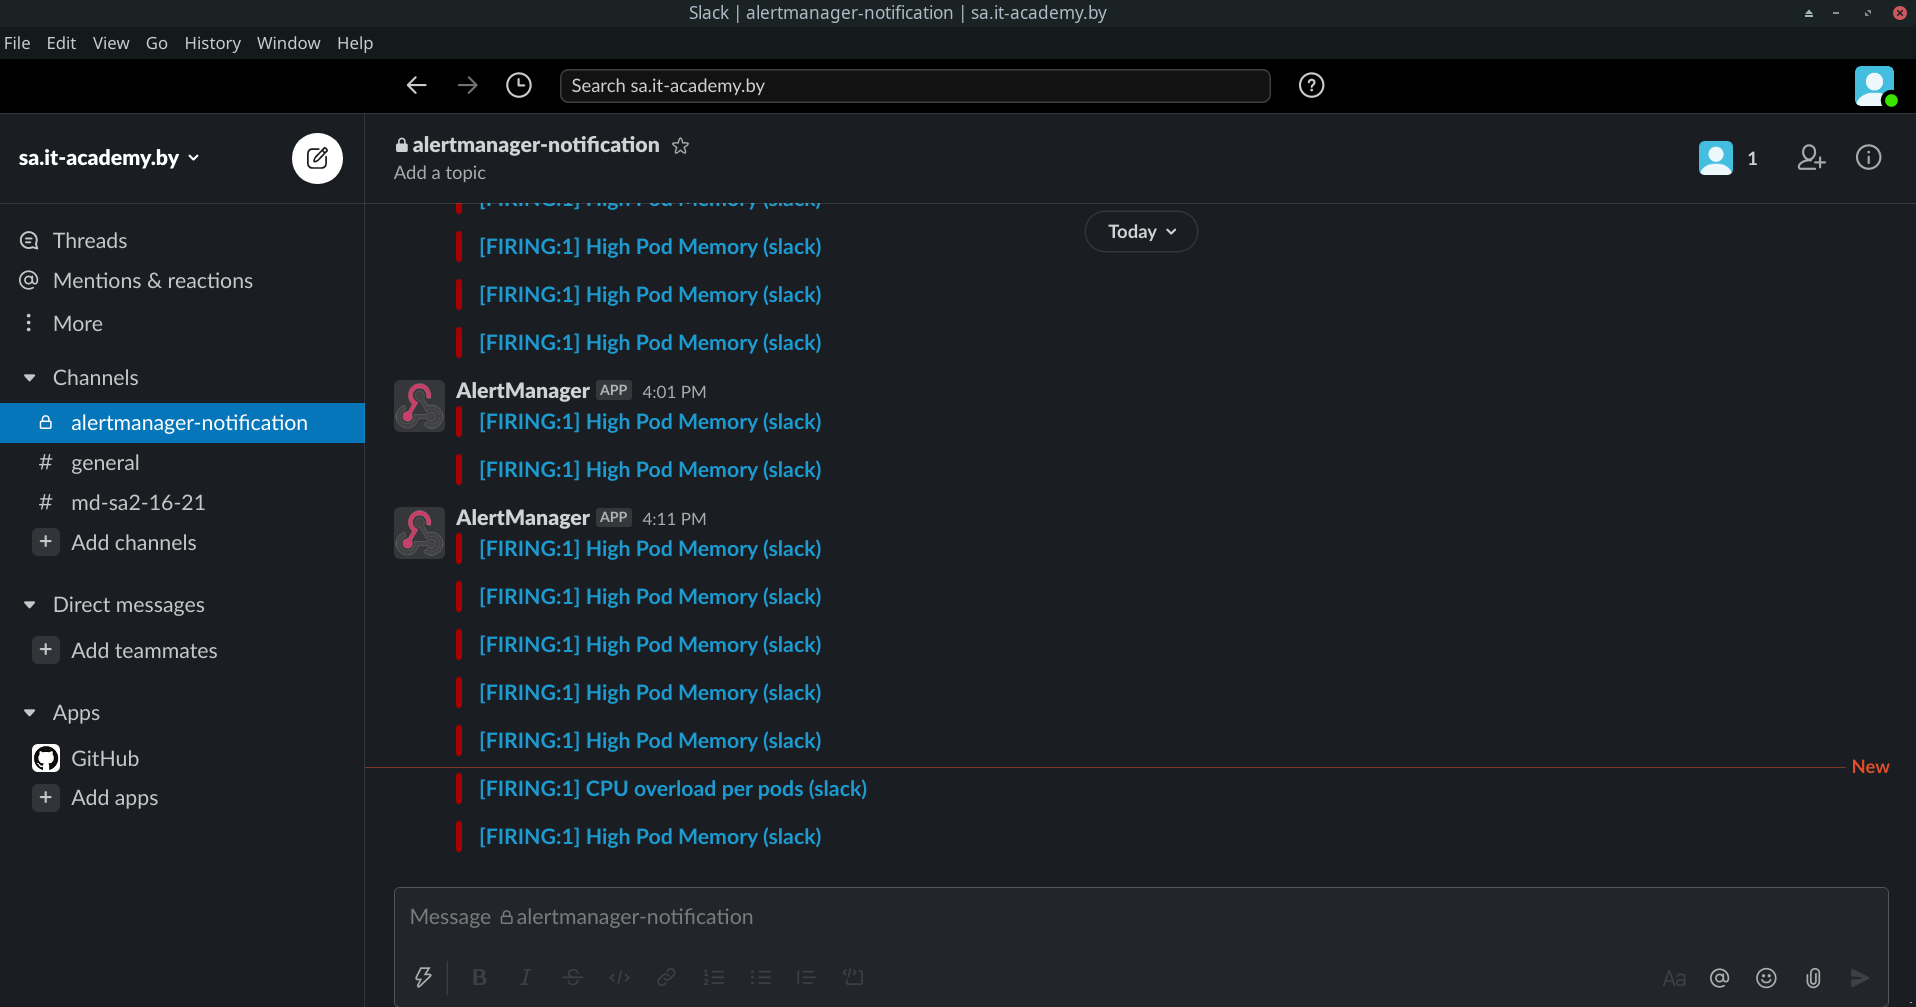 Slack | alertmanager-notification | sa.it-academy.by
File Edit View Go History Window Help
Search sa.it-academy.by
sa.it-academy.by
alertmanager-notification
Add a topic
1
Threads
Mentions & reactions
More
Channels
alertmanager-notification
general
md-sa2-16-21
Add channels
Direct messages
Add teammates
Apps
GitHub
Add apps
[FIRING:1] High Pod Memory (slack)
Today
[FIRING:1] High Pod Memory (slack)
[FIRING:1] High Pod Memory (slack)
[FIRING:1] High Pod Memory (slack)
AlertManager APP 4:01 PM
[FIRING:1] High Pod Memory (slack)
[FIRING:1] High Pod Memory (slack)
AlertManager APP 4:11 PM
[FIRING:1] High Pod Memory (slack)
[FIRING:1] High Pod Memory (slack)
[FIRING:1] High Pod Memory (slack)
[FIRING:1] High Pod Memory (slack)
[FIRING:1] High Pod Memory (slack)
New
[FIRING:1] CPU overload per pods (slack)
[FIRING:1] High Pod Memory (slack)
Message alertmanager-notification
B I S Aa @